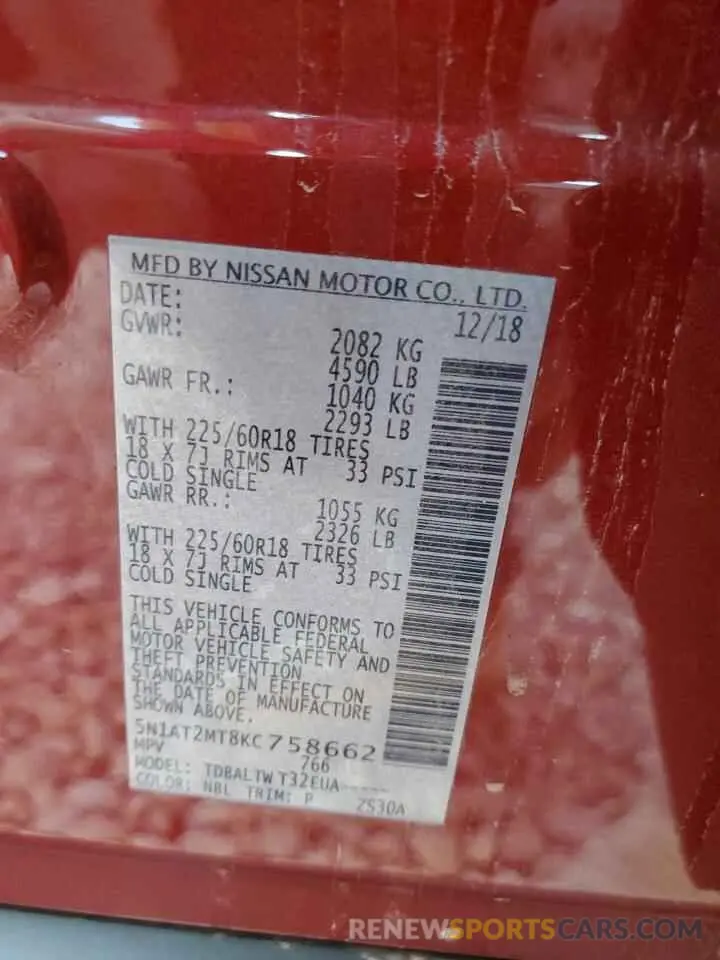 MFD BY NISSAN MOTOR CO., LTD.
DATE: 12/18
GVWR: 2082 KG
4590 LB
GAWR FR.: 1040 KG
2293 LB
WITH 225/60R18 TIRES
18 X 7J RIMS AT 33 PSI
COLD SINGLE
GAWR RR.: 1055 KG
2326 LB
WITH 225/60R18 TIRES
18 X 7J RIMS AT 33 PSI
COLD SINGLE
THIS VEHICLE CONFORMS TO
ALL APPLICABLE FEDERAL
MOTOR VEHICLE SAFETY AND
THEFT PREVENTION
STANDARDS IN EFFECT ON
THE DATE OF MANUFACTURE
SHOWN ABOVE.
5N1AT2MT8KC758662
MPV 766
MODEL: TDBALTW T32EUA-----
COLOR: NBL TRIM: P ZS30A
RENEWSPORTSCARS.COM